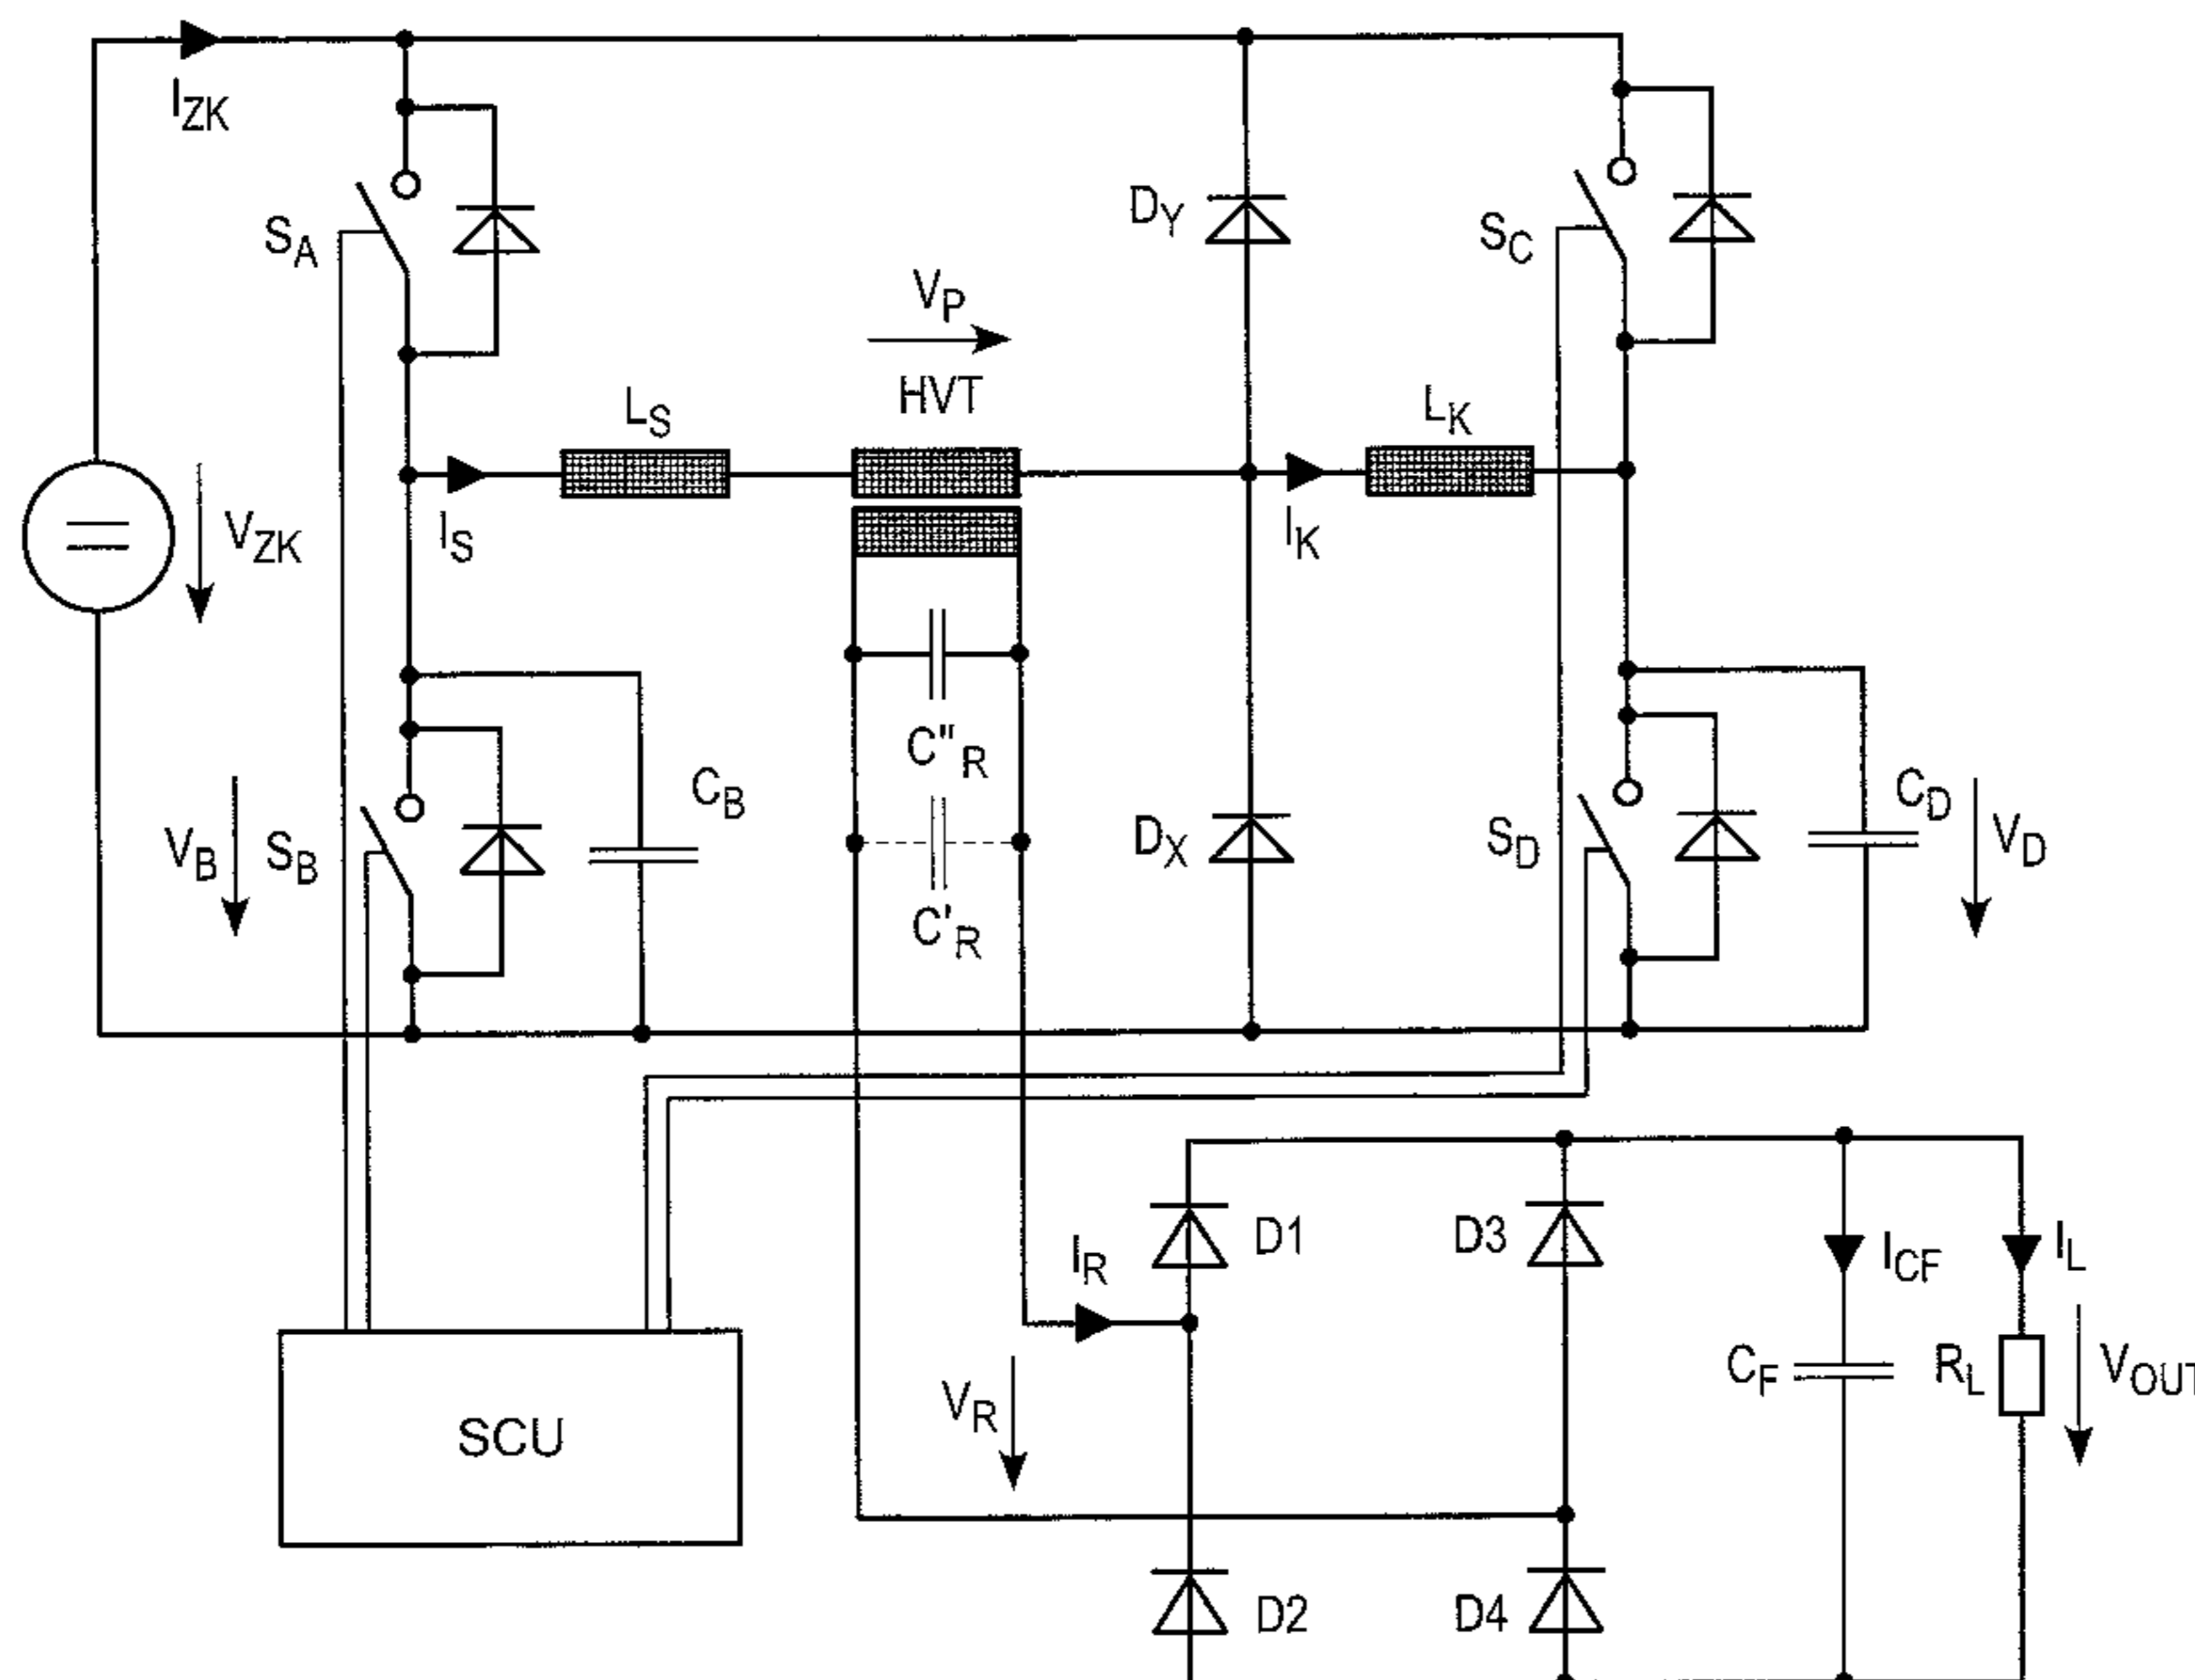 I_ZK
S_A
D_Y
S_C
V_P
HVT
L_S
L_K
V_ZK
I_S
I_K
C"_R
C'_R
C_B
V_B
S_B
D_X
S_D
C_D
V_D
D1
D3
I_R
I_CF
I_L
V_R
C_F
R_L
V_OUT
SCU
D2
D4